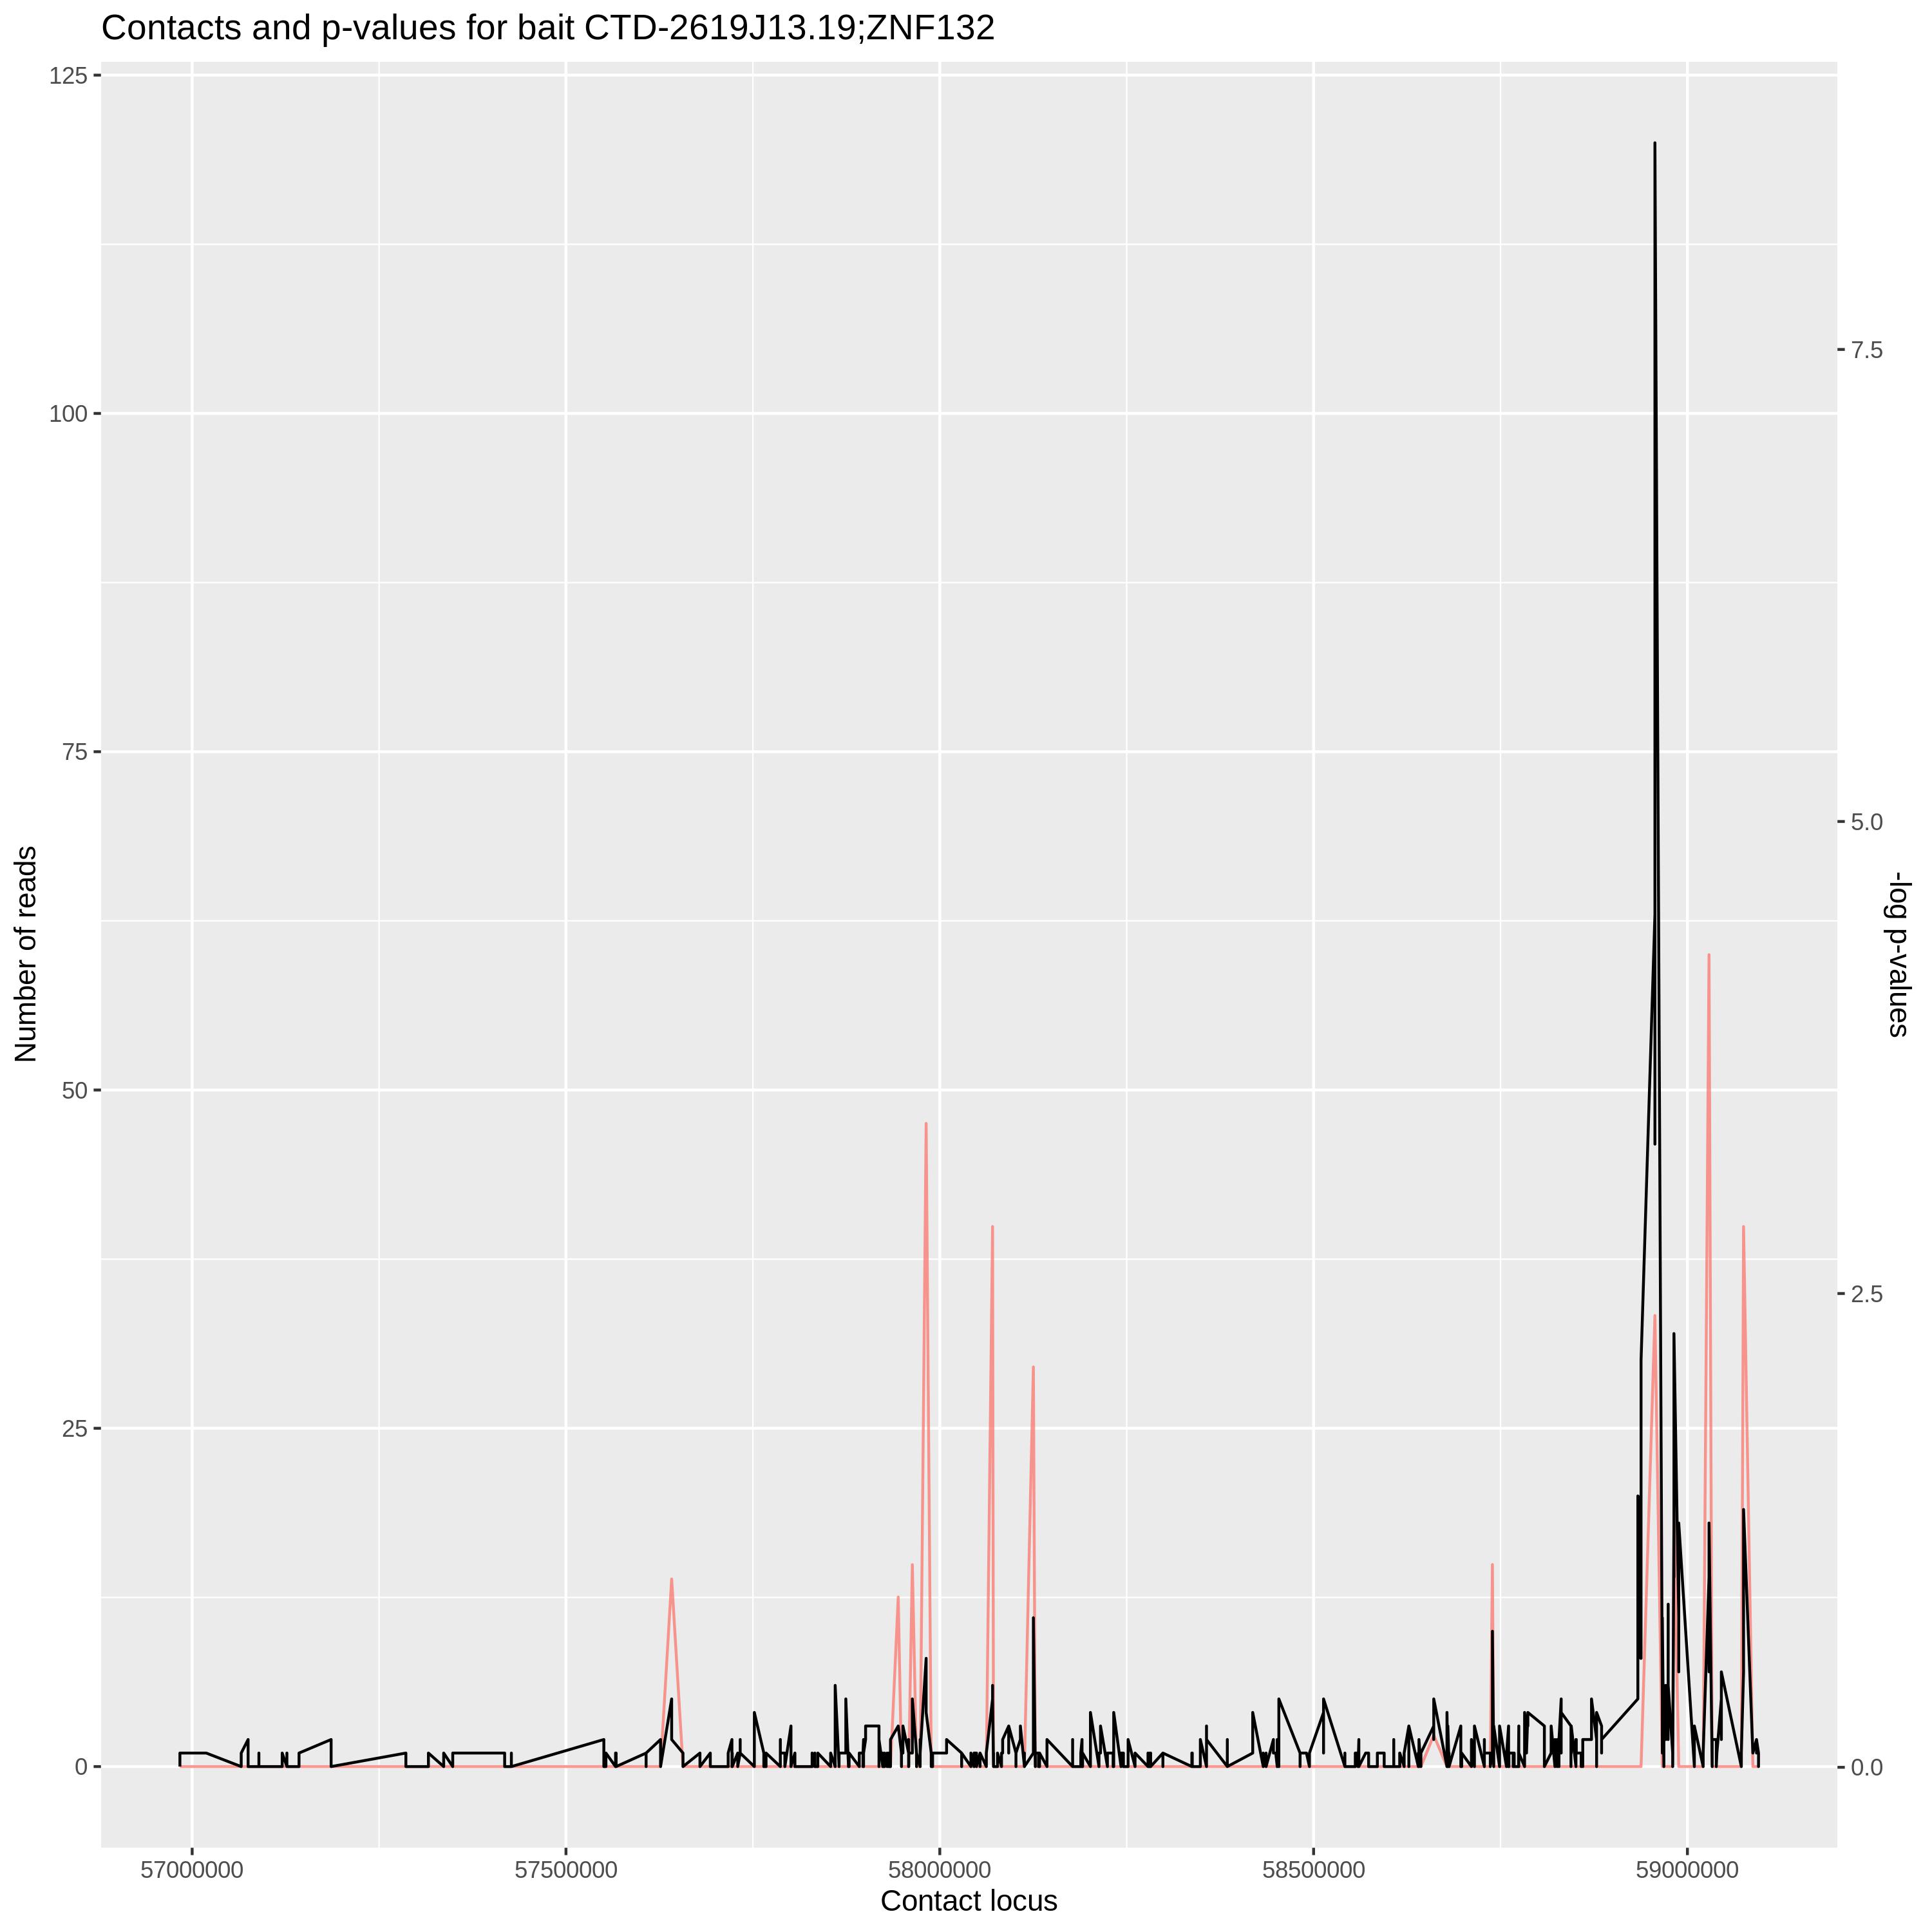 Contacts and p-values for bait CTD-2619J13.19;ZNF132
125
100
75
50
25
0
Number of reads
7.5
5.0
2.5
0.0
-log p-values
57000000 57500000 58000000 58500000 59000000
Contact locus